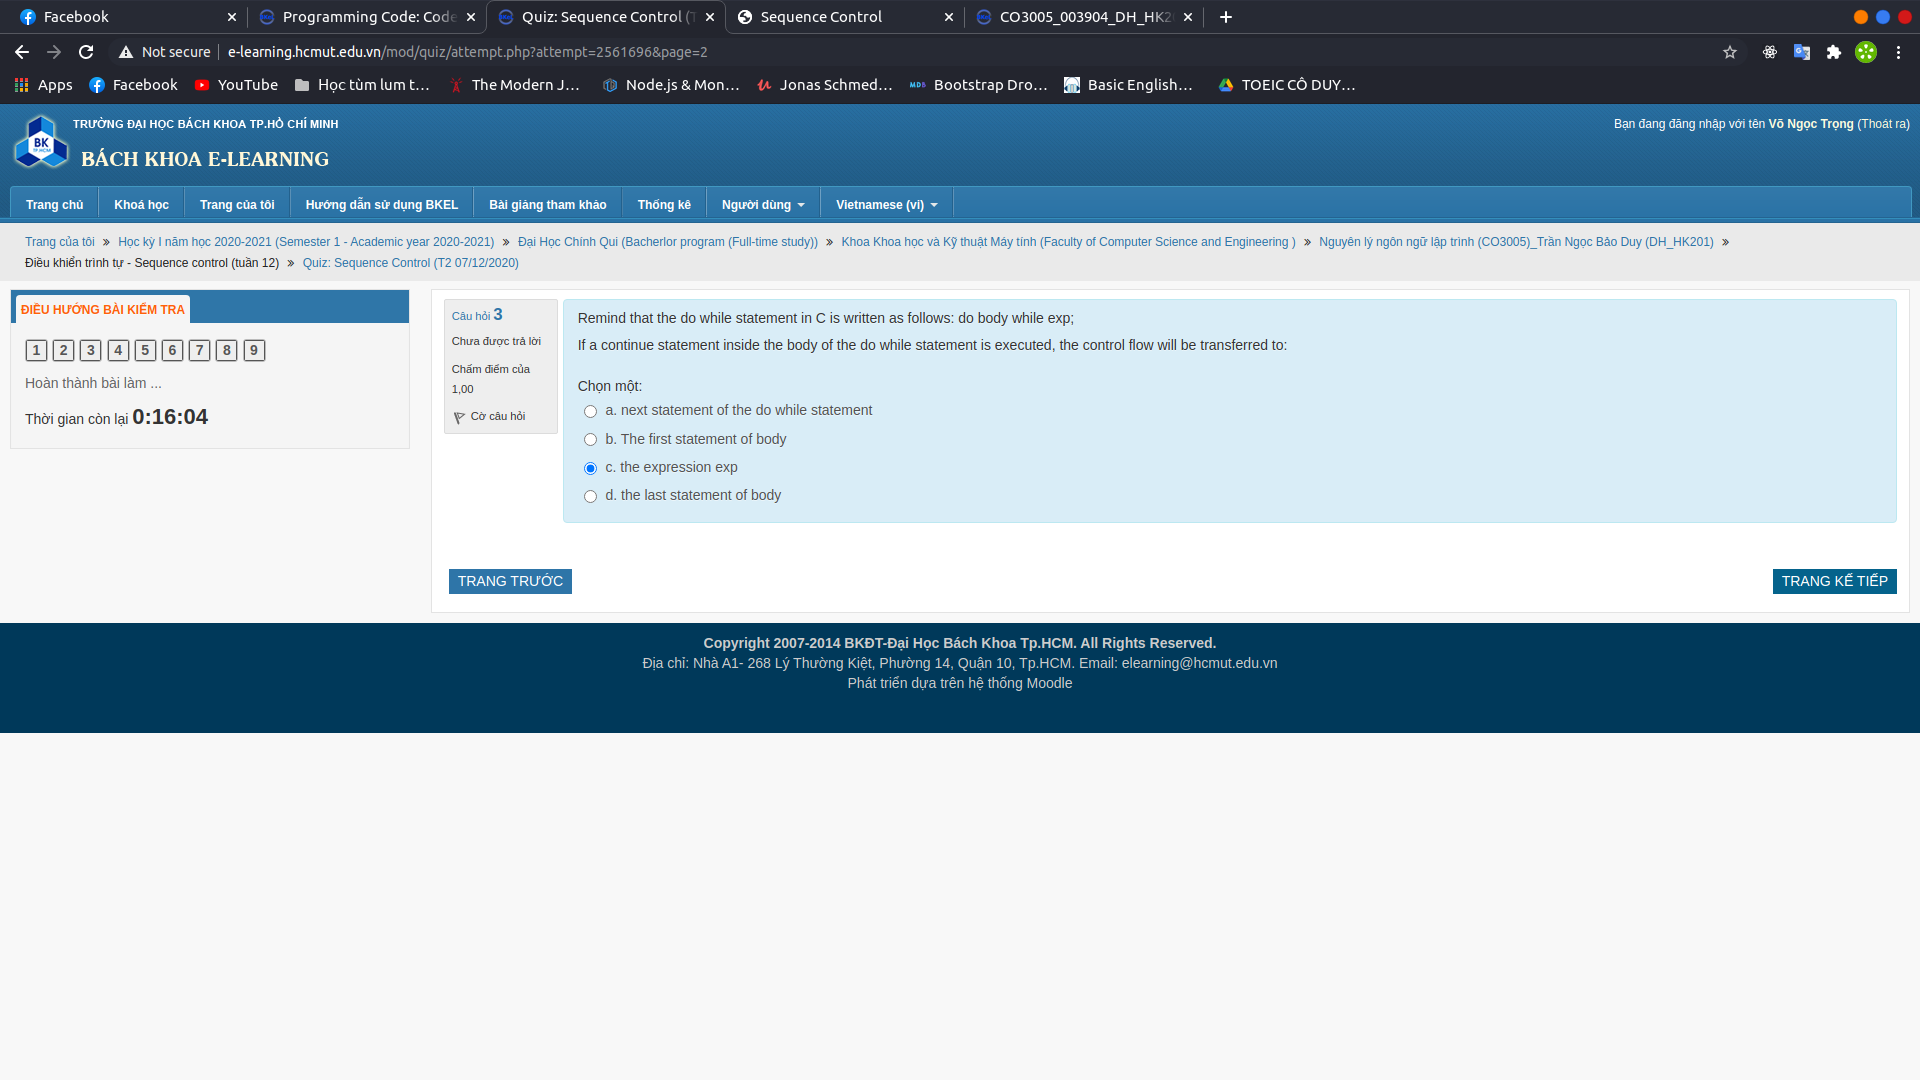 Facebook
Programming Code: Code
Quiz: Sequence Control (T
Sequence Control
CO3005_003904_DH_HK20
Not secure
e-learning.hcmut.edu.vn/mod/quiz/attempt.php?attempt=2561696&page=2
Apps
Facebook
YouTube
Học tùm lum t…
The Modern J…
Node.js & Mon…
Jonas Schmed…
Bootstrap Dro…
Basic English…
TOEIC CÔ DUY…
BK
TP.HCM
TRƯỜNG ĐẠI HỌC BÁCH KHOA TP.HỒ CHÍ MINH
BÁCH KHOA E-LEARNING
Bạn đang đăng nhập với tên Võ Ngọc Trọng (Thoát ra)
Trang chủ
Khoá học
Trang của tôi
Hướng dẫn sử dụng BKEL
Bài giảng tham khảo
Thống kê
Người dùng
Vietnamese (vi)
Trang của tôi » Học kỳ I năm học 2020-2021 (Semester 1 - Academic year 2020-2021) » Đại Học Chính Qui (Bacherlor program (Full-time study)) » Khoa Khoa học và Kỹ thuật Máy tính (Faculty of Computer Science and Engineering ) » Nguyên lý ngôn ngữ lập trình (CO3005)_Trần Ngọc Bảo Duy (DH_HK201) »
Điều khiển trình tự - Sequence control (tuần 12) » Quiz: Sequence Control (T2 07/12/2020)
ĐIỀU HƯỚNG BÀI KIỂM TRA
1 2 3 4 5 6 7 8 9
Hoàn thành bài làm ...
Thời gian còn lại 0:16:04
Câu hỏi 3
Chưa được trả lời
Chấm điểm của
1,00
Cờ câu hỏi
Remind that the do while statement in C is written as follows: do body while exp;
If a continue statement inside the body of the do while statement is executed, the control flow will be transferred to:
Chọn một:
a. next statement of the do while statement
b. The first statement of body
c. the expression exp
d. the last statement of body
TRANG TRƯỚC
TRANG KẾ TIẾP
Copyright 2007-2014 BKĐT-Đại Học Bách Khoa Tp.HCM. All Rights Reserved.
Địa chỉ: Nhà A1- 268 Lý Thường Kiệt, Phường 14, Quận 10, Tp.HCM. Email: elearning@hcmut.edu.vn
Phát triển dựa trên hệ thống Moodle